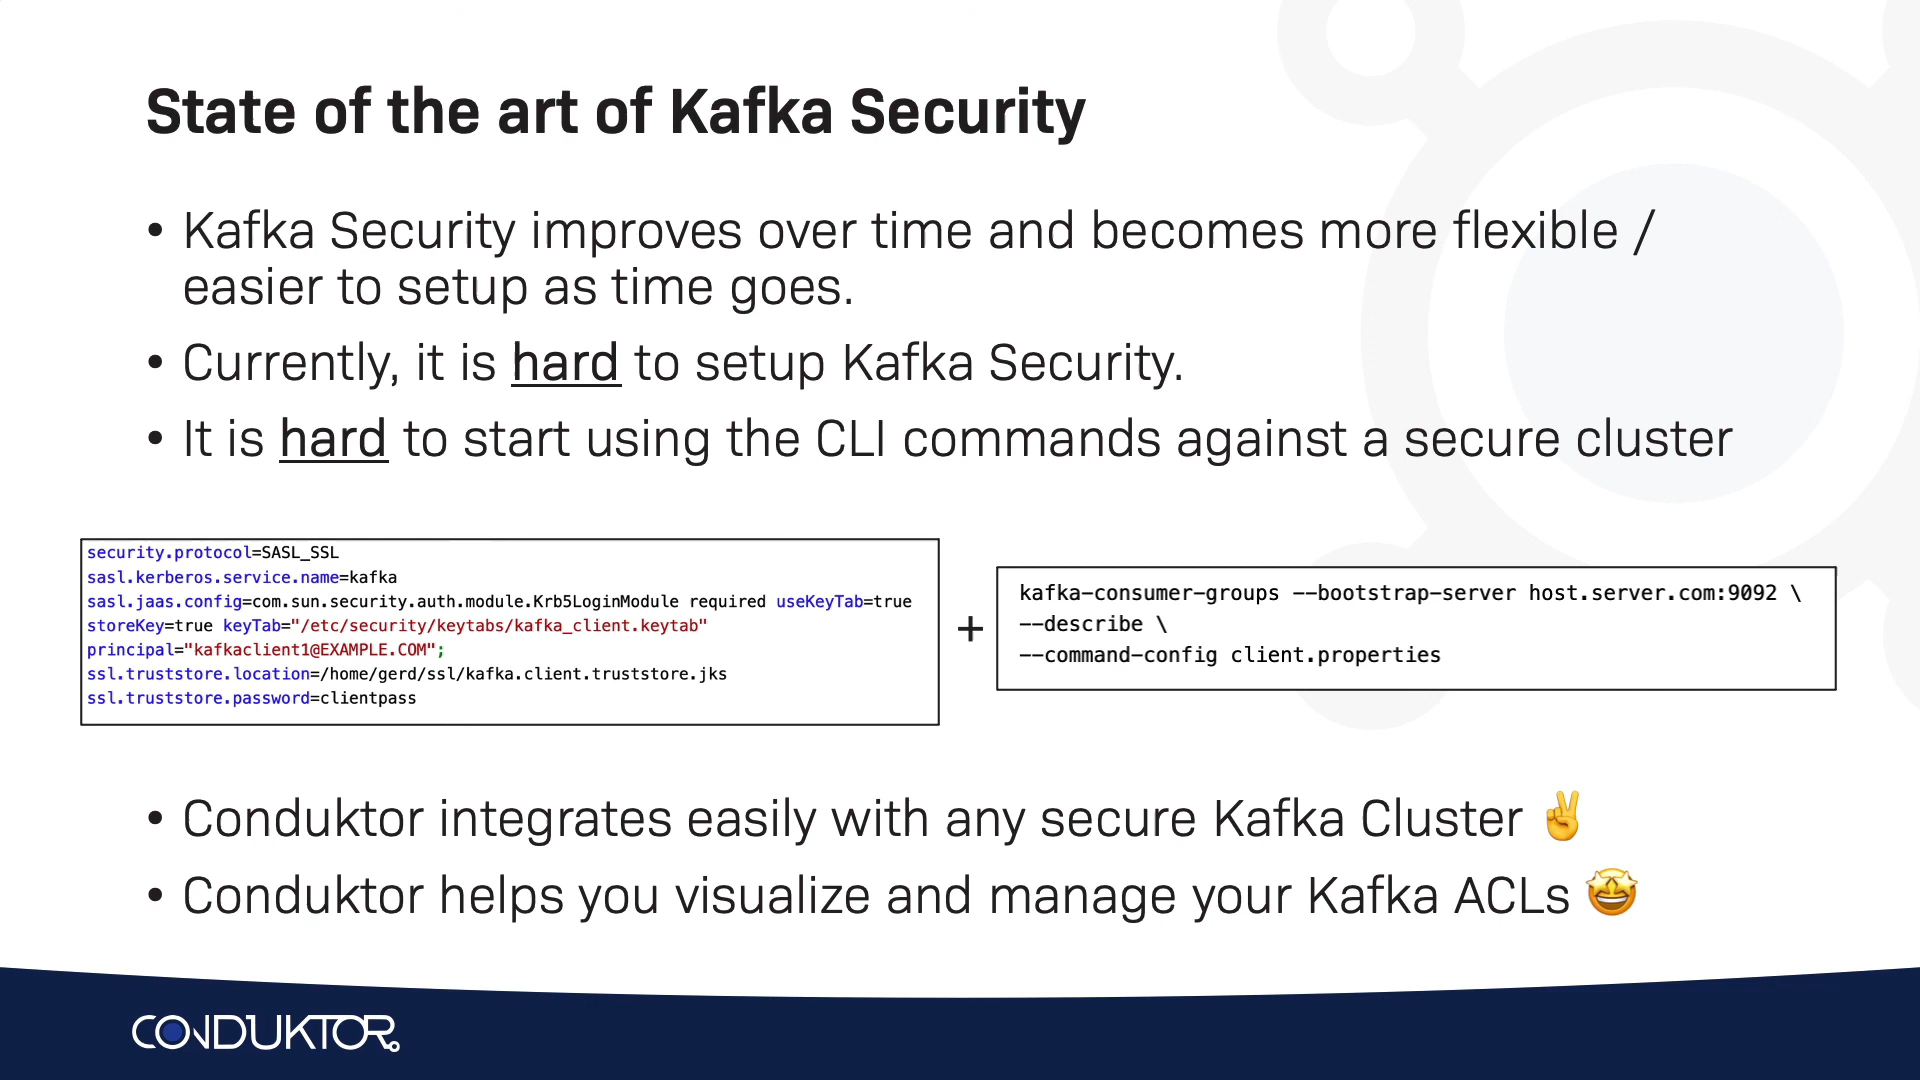 State of the art of Kafka Security
• Kafka Security improves over time and becomes more flexible /
easier to setup as time goes.
• Currently, it is hard to setup Kafka Security.
• It is hard to start using the CLI commands against a secure cluster
security.protocol=SASL_SSL
sasl.kerberos.service.name=kafka
sasl.jaas.config=com.sun.security.auth.module.Krb5LoginModule required useKeyTab=true
storeKey=true keyTab="/etc/security/keytabs/kafka_client.keytab"
principal="kafkaclient1@EXAMPLE.COM";
ssl.truststore.location=/home/gerd/ssl/kafka.client.truststore.jks
ssl.truststore.password=clientpass
+
kafka-consumer-groups --bootstrap-server host.server.com:9092 \
--describe \
--command-config client.properties
• Conduktor integrates easily with any secure Kafka Cluster ✌️
• Conduktor helps you visualize and manage your Kafka ACLs 🤩
CONDUKTOR